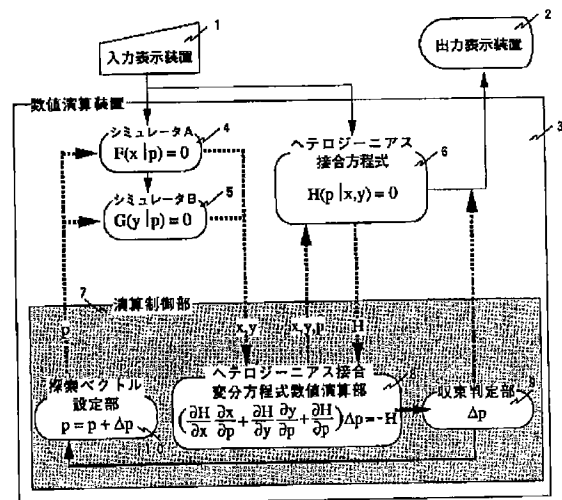 1
入力表示装置
2
出力表示装置
数値演算装置
3
シミュレータA
4
F(x|p)=0
シミュレータB
5
G(y|p)=0
ヘテロジーニアス
接合方程式
6
H(p|x,y)=0
7
演算制御部
p
x,y
x,y,p
H
探索ベクトル
設定部
p=p+Δp
10
ヘテロジーニアス接合
変分方程式数値演算部
8
(∂H/∂x ∂x/∂p + ∂H/∂y ∂y/∂p + ∂H/∂p)Δp=-H
収束判定部
9
Δp